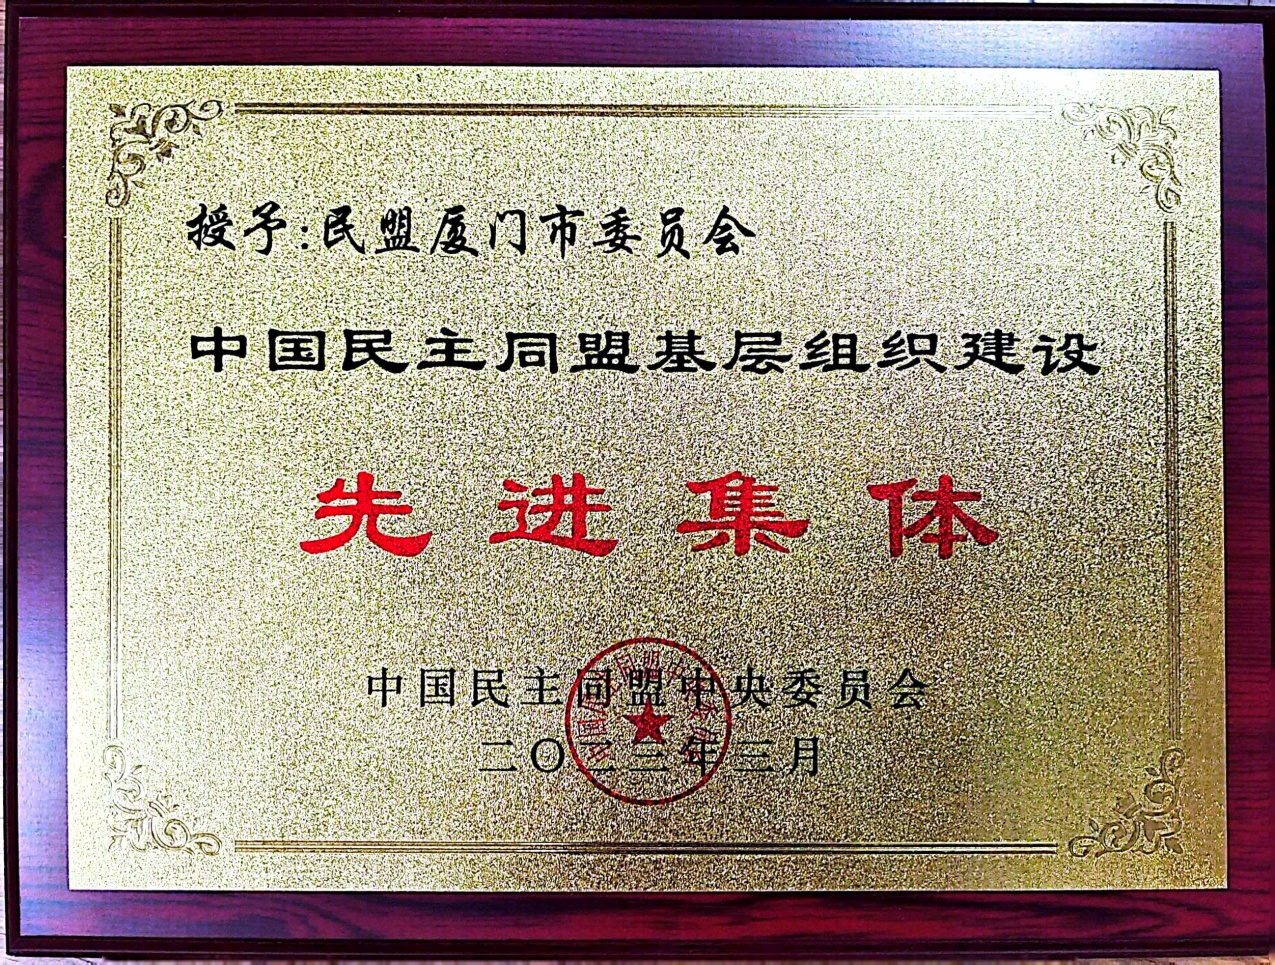 授予:民盟厦门市委员会
中国民主同盟基层组织建设
先进集体
中国民主同盟中央委员会
二〇二三年三月